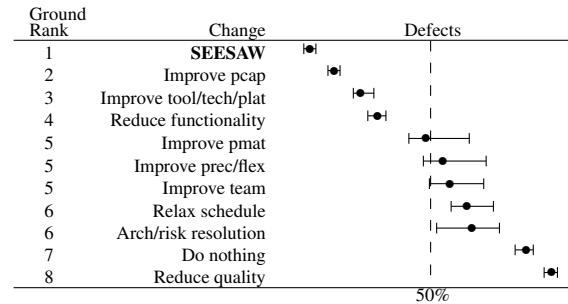 Ground
Rank Change Defects
1 SEESAW
2 Improve pcap
3 Improve tool/tech/plat
4 Reduce functionality
5 Improve pmat
5 Improve prec/flex
5 Improve team
6 Relax schedule
6 Arch/risk resolution
7 Do nothing
8 Reduce quality
50%